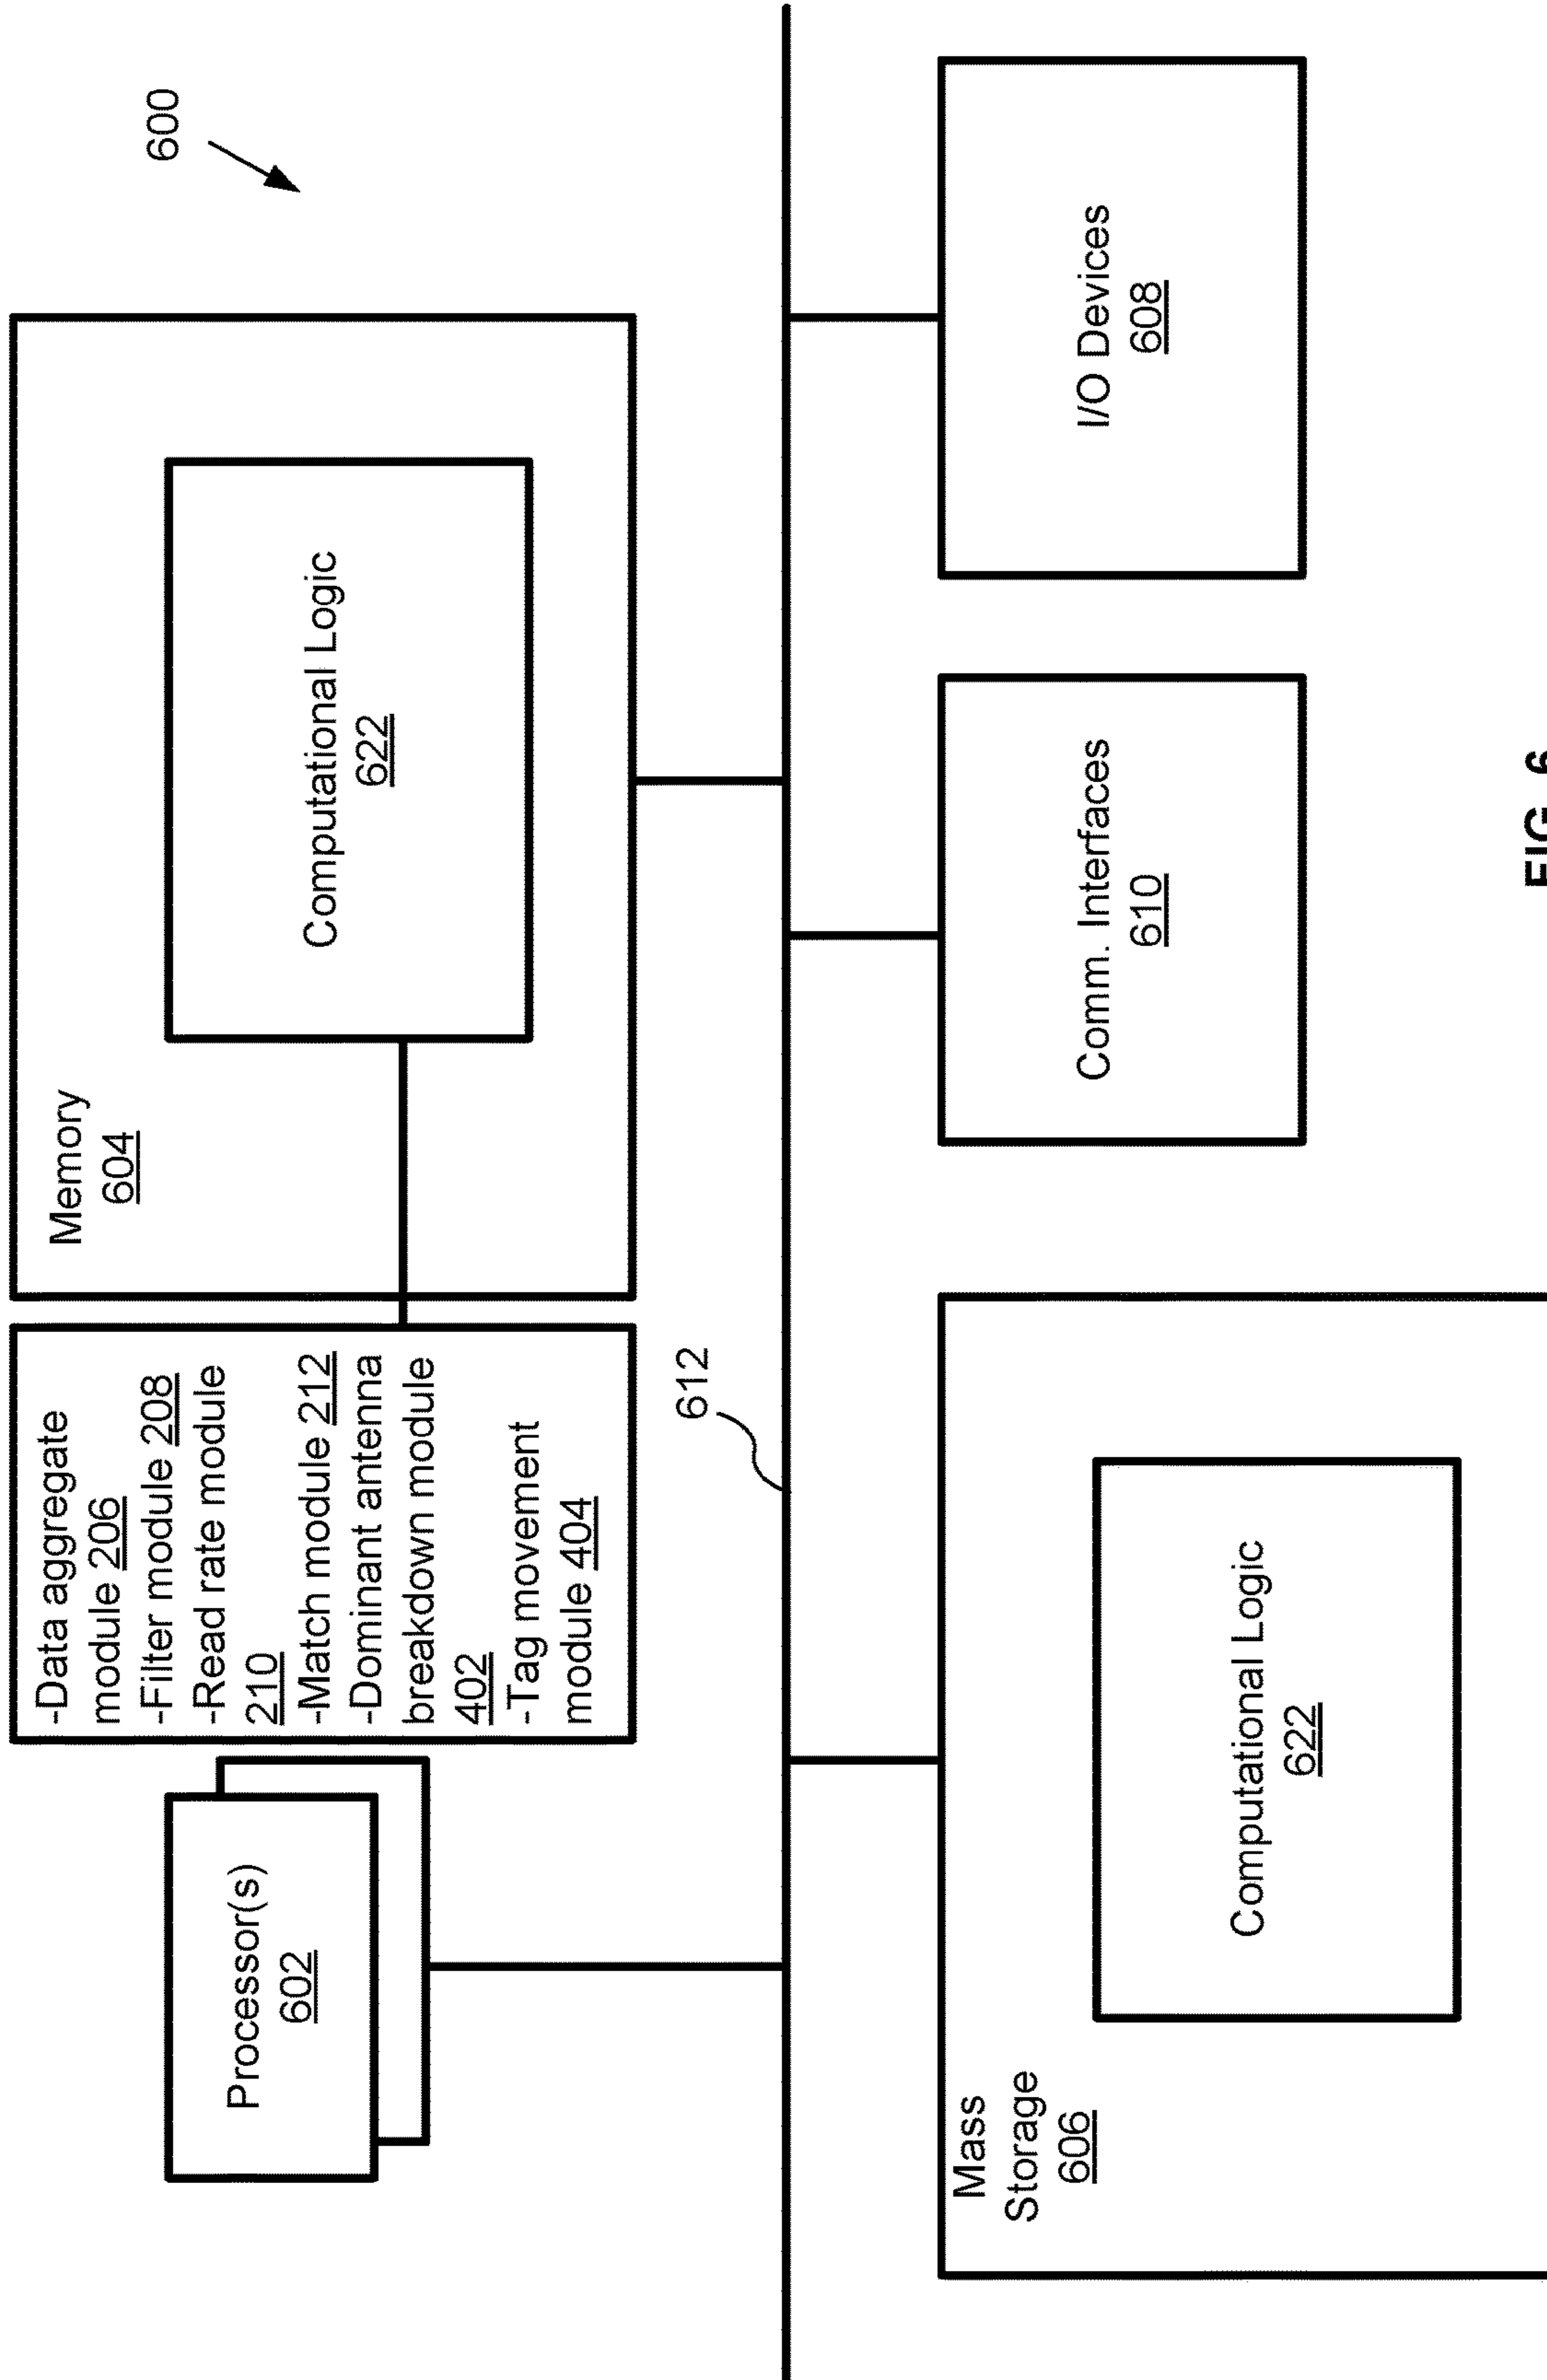 600
Processor(s)
602
-Data aggregate
module 206
-Filter module 208
-Read rate module
210
-Match module 212
-Dominant antenna
breakdown module
402
-Tag movement
module 404
Memory
604
Computational Logic
622
612
Mass
Storage
606
Computational Logic
622
Comm. Interfaces
610
I/O Devices
608
FIG. 6